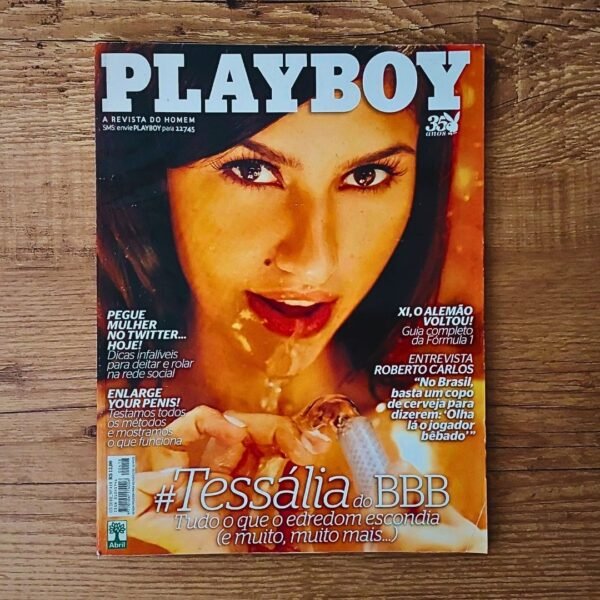 PLAYBOY
A REVISTA DO HOMEM
SMS: envie PLAYBOY para 22745
35
anos
PEGUE
MULHER
NO TWITTER...
HOJE!
Dicas infalíveis
para deitar e rolar
na rede social
ENLARGE
YOUR PENIS!
Testamos todos
os métodos
e mostramos
o que funciona
XI, O ALEMÃO
VOLTOU!
Guia completo
da Fórmula 1
ENTREVISTA
ROBERTO CARLOS
“No Brasil,
basta um copo
de cerveja para
dizerem: ‘Olha
lá o jogador
bêbado’”
#Tessália do BBB
Tudo o que o edredom escondia
(e muito, muito mais...)
Abril